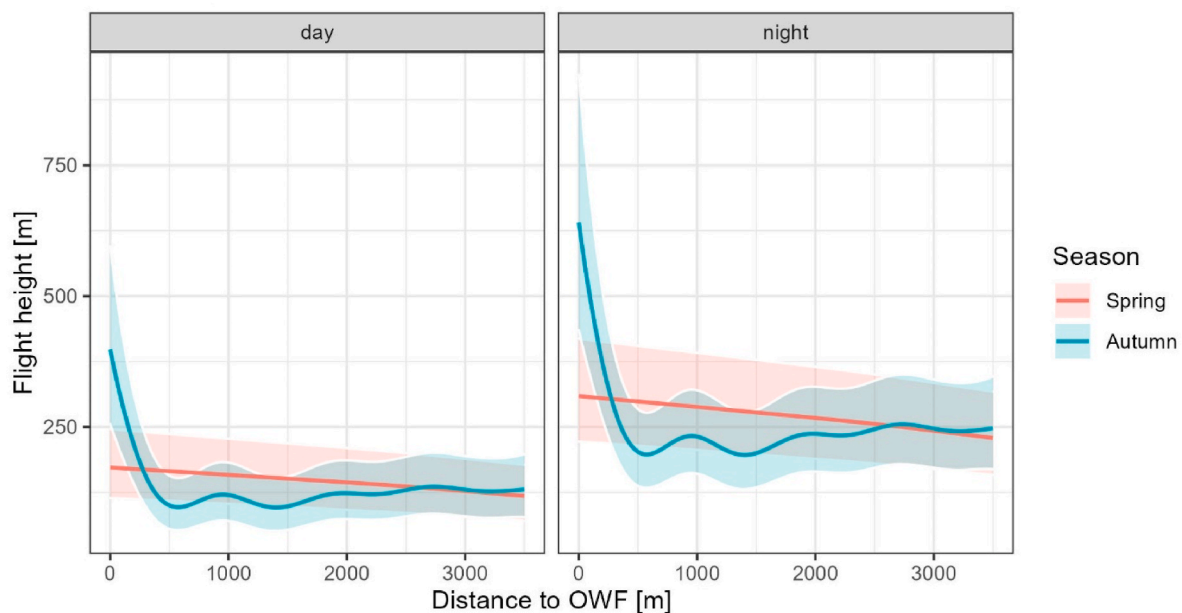 day night
750
500
250
Flight height [m]
0 1000 2000 3000 0 1000 2000 3000
Distance to OWF [m]
Season
Spring
Autumn